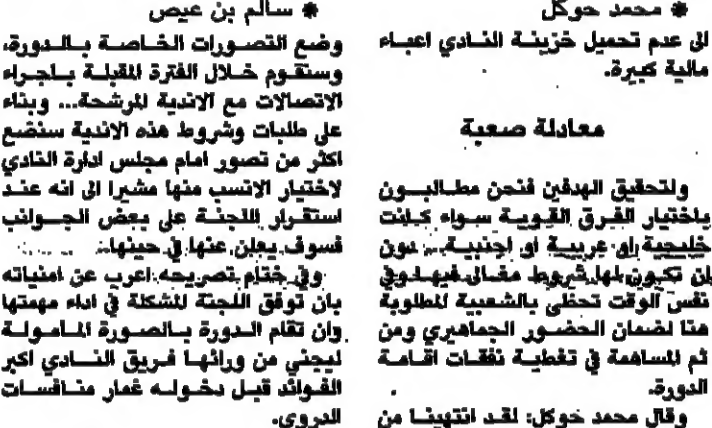 * محمد حوكل
الى عدم تحميل خزينة النادي اعباء
مالية كبيرة.
معادلة صعبة
ولتحقيق الهدفين فنحن مطالبون
باختيار الفرق القوية سواء كانت
خليجية او عربية او اجنبية... دون
ان تكون لها شروط مغال فيها وفي
نفس الوقت تحظى بالشعبية المطلوبة
هنا لضمان الحضور الجماهيري ومن
ثم المساهمة في تغطية نفقات اقامة
الدورة.
وقال محمد خوكل: لقد انتهينا من
* سالم بن عيص
وضع التصورات الخاصة بالدورة،
وسنقوم خلال الفترة المقبلة باجراء
الاتصالات مع الاندية المرشحة... وبناء
على طلبات وشروط هذه الاندية سنضع
اكثر من تصور امام مجلس ادارة النادي
لاختيار الانسب منها مشيرا الى انه عند
استقرار اللجنة على بعض الجوانب
فسوف يعلن عنها في حينها.
وفي ختام تصريحه اعرب عن امنياته
بان توفق اللجنة المشكلة في اداء مهمتها
وان تقام الدورة بالصورة المامولة
ليجني من ورائها فريق النادي اكبر
الفوائد قبل دخوله غمار منافسات
الدوري.